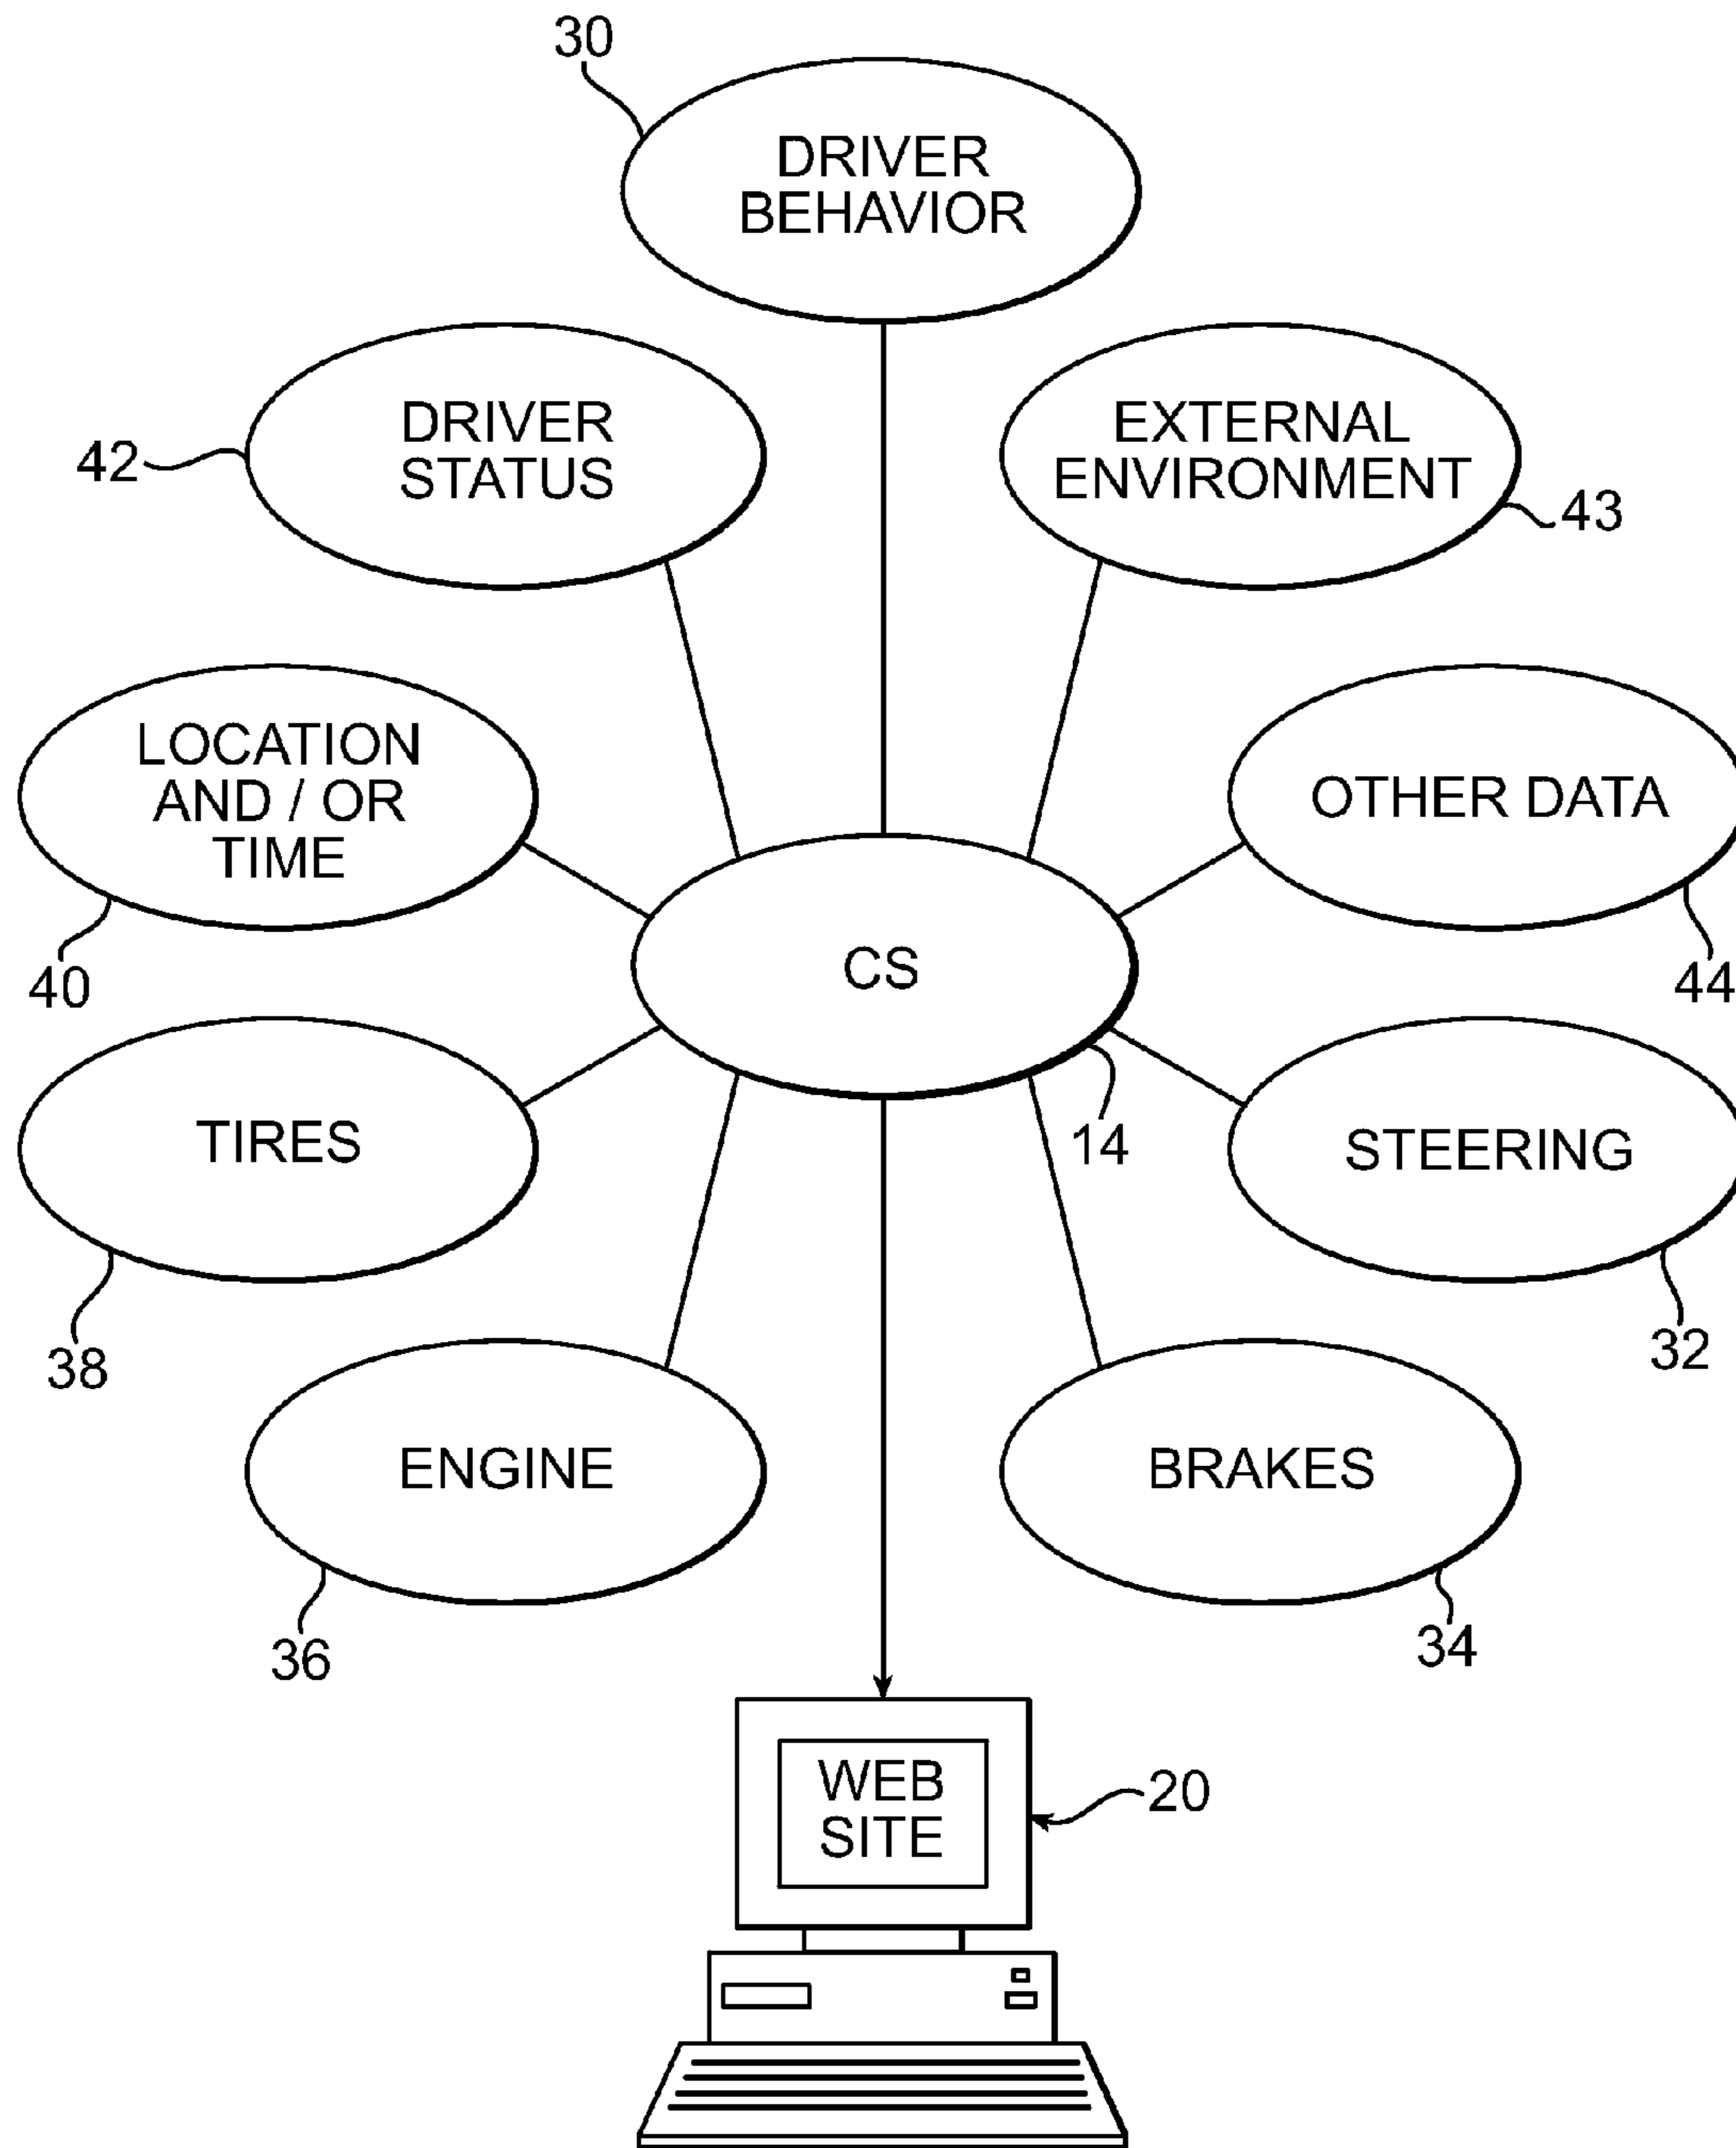 30
DRIVER
BEHAVIOR
DRIVER
STATUS
42
EXTERNAL
ENVIRONMENT
43
LOCATION
AND / OR
TIME
40
OTHER DATA
44
CS
14
TIRES
38
STEERING
32
ENGINE
36
BRAKES
34
WEB
SITE
20